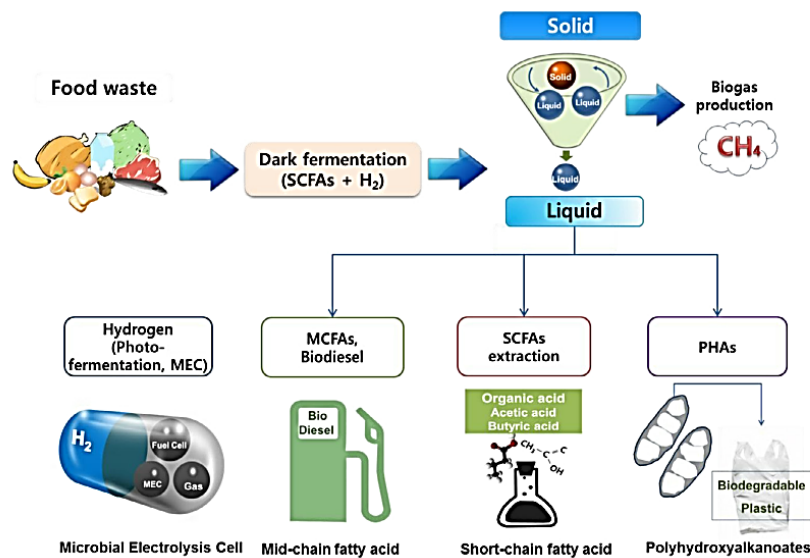 Solid
Food waste
Solid
Liquid
Liquid
Biogas
production
CH4
Dark fermentation
(SCFAs + H2)
Liquid
Liquid
Hydrogen
(Photo-
fermentation, MEC)
MCFAs,
Biodiesel
SCFAs
extraction
PHAs
H2
Fuel Cell
MEC
Gas
Bio
Diesel
Organic acid
Acetic acid
Butyric acid
CH3
C
C
OH
Biodegradable
Plastic
Microbial Electrolysis Cell
Mid-chain fatty acid
Short-chain fatty acid
Polyhydroxyalkanoates